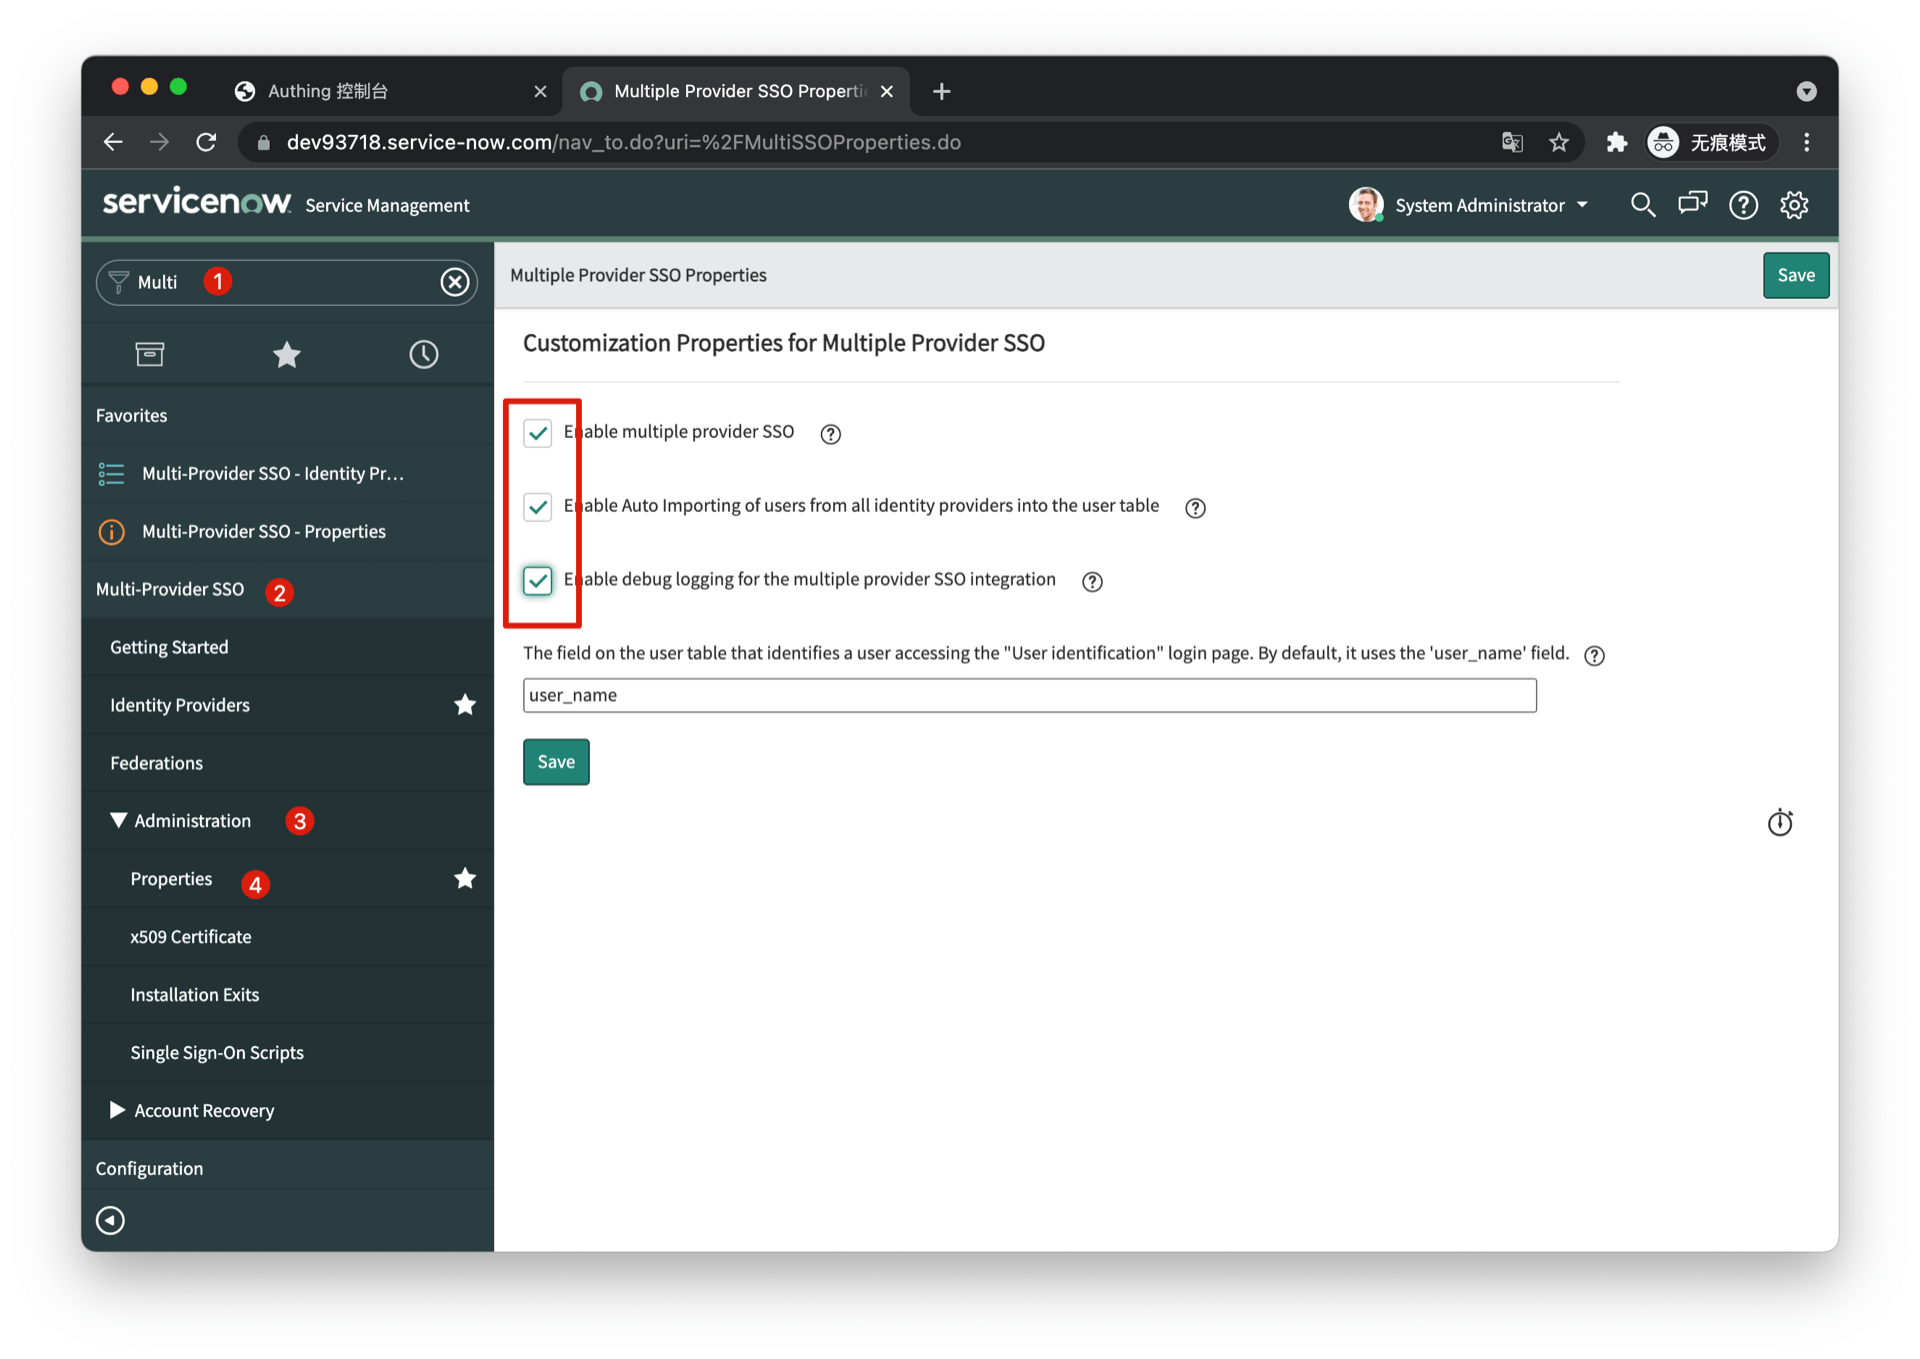 Authing 控制台
Multiple Provider SSO Properti
dev93718.service-now.com/nav_to.do?uri=%2FMultiSSOProperties.do
无痕模式
servicenow. Service Management
System Administrator
Multi 1
Multiple Provider SSO Properties
Save
Favorites
Multi-Provider SSO - Identity Pr...
Multi-Provider SSO - Properties
Multi-Provider SSO 2
Getting Started
Identity Providers
Federations
Administration 3
Properties 4
x509 Certificate
Installation Exits
Single Sign-On Scripts
Account Recovery
Configuration
Customization Properties for Multiple Provider SSO
Enable multiple provider SSO
Enable Auto Importing of users from all identity providers into the user table
Enable debug logging for the multiple provider SSO integration
The field on the user table that identifies a user accessing the "User identification" login page. By default, it uses the 'user_name' field.
user_name
Save